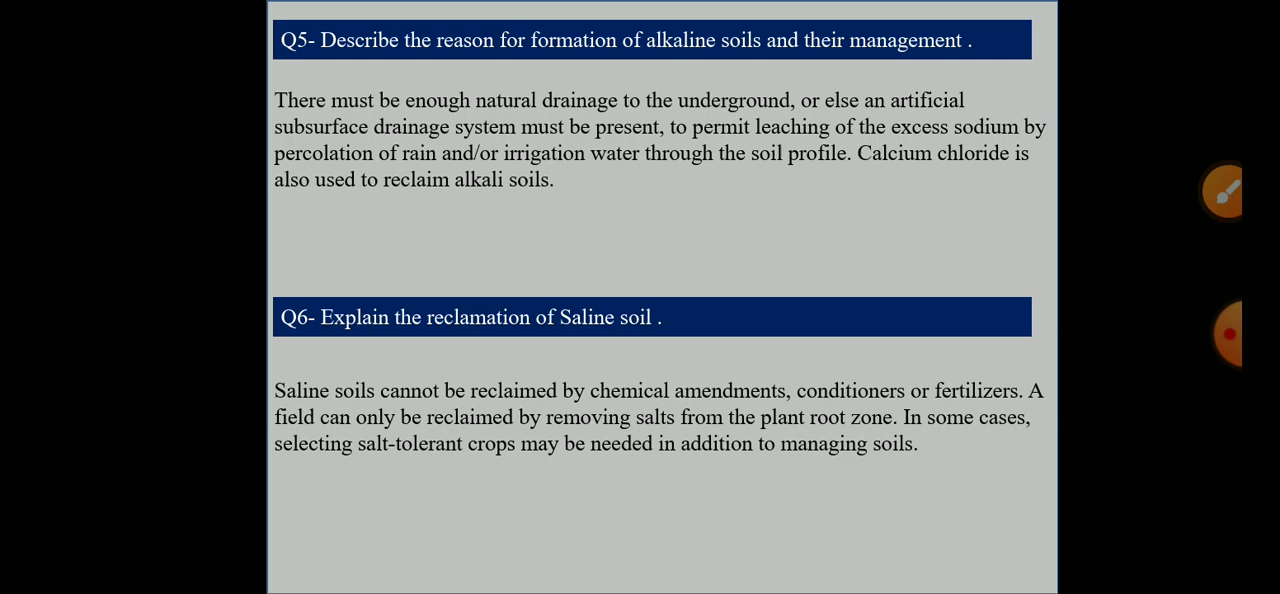 Q5- Describe the reason for formation of alkaline soils and their management .
There must be enough natural drainage to the underground, or else an artificial
subsurface drainage system must be present, to permit leaching of the excess sodium by
percolation of rain and/or irrigation water through the soil profile. Calcium chloride is
also used to reclaim alkali soils.
Q6- Explain the reclamation of Saline soil .
Saline soils cannot be reclaimed by chemical amendments, conditioners or fertilizers. A
field can only be reclaimed by removing salts from the plant root zone. In some cases,
selecting salt-tolerant crops may be needed in addition to managing soils.